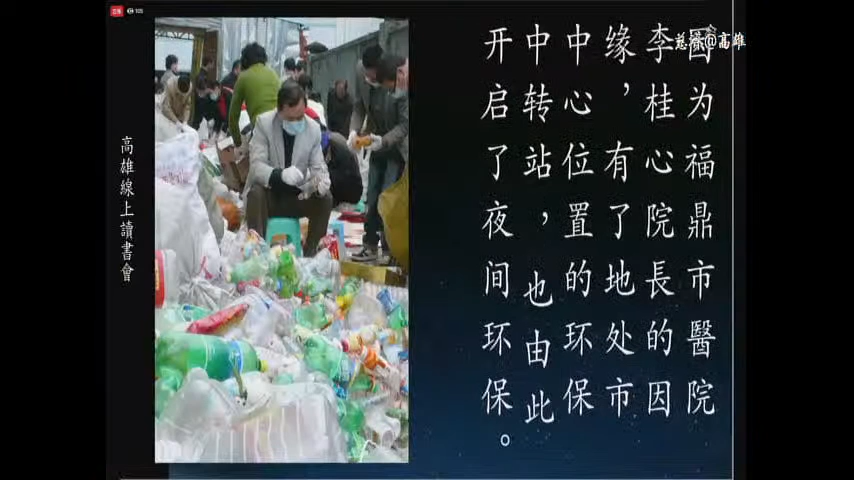 因为福鼎市醫院
李桂心院長的因
缘，有了地处市
中心位置的环保
中转站，也由此
开启了夜间环保。
高雄線上讀書會
慈濟@高雄